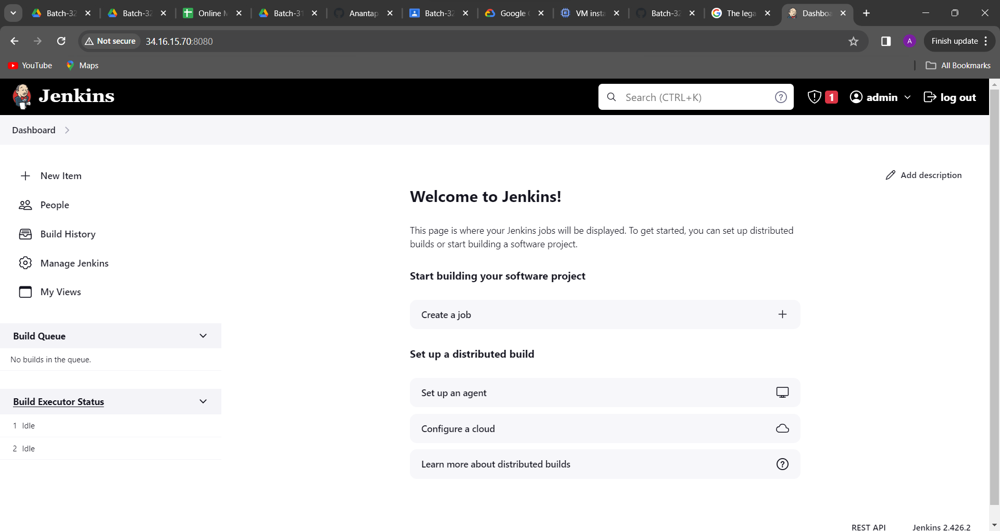 Batch-32
Batch-32
Online M
Batch-31
Anantap
Batch-32
Google C
VM insta
Batch-32
The lega
Dashboa
Not secure
34.16.15.70:8080
A
Finish update
YouTube
Maps
All Bookmarks
Jenkins
Search (CTRL+K)
1
admin
log out
Dashboard
New Item
People
Build History
Manage Jenkins
My Views
Build Queue
No builds in the queue.
Build Executor Status
1 Idle
2 Idle
Add description
Welcome to Jenkins!
This page is where your Jenkins jobs will be displayed. To get started, you can set up distributed
builds or start building a software project.
Start building your software project
Create a job
Set up a distributed build
Set up an agent
Configure a cloud
Learn more about distributed builds
REST API
Jenkins 2.426.2